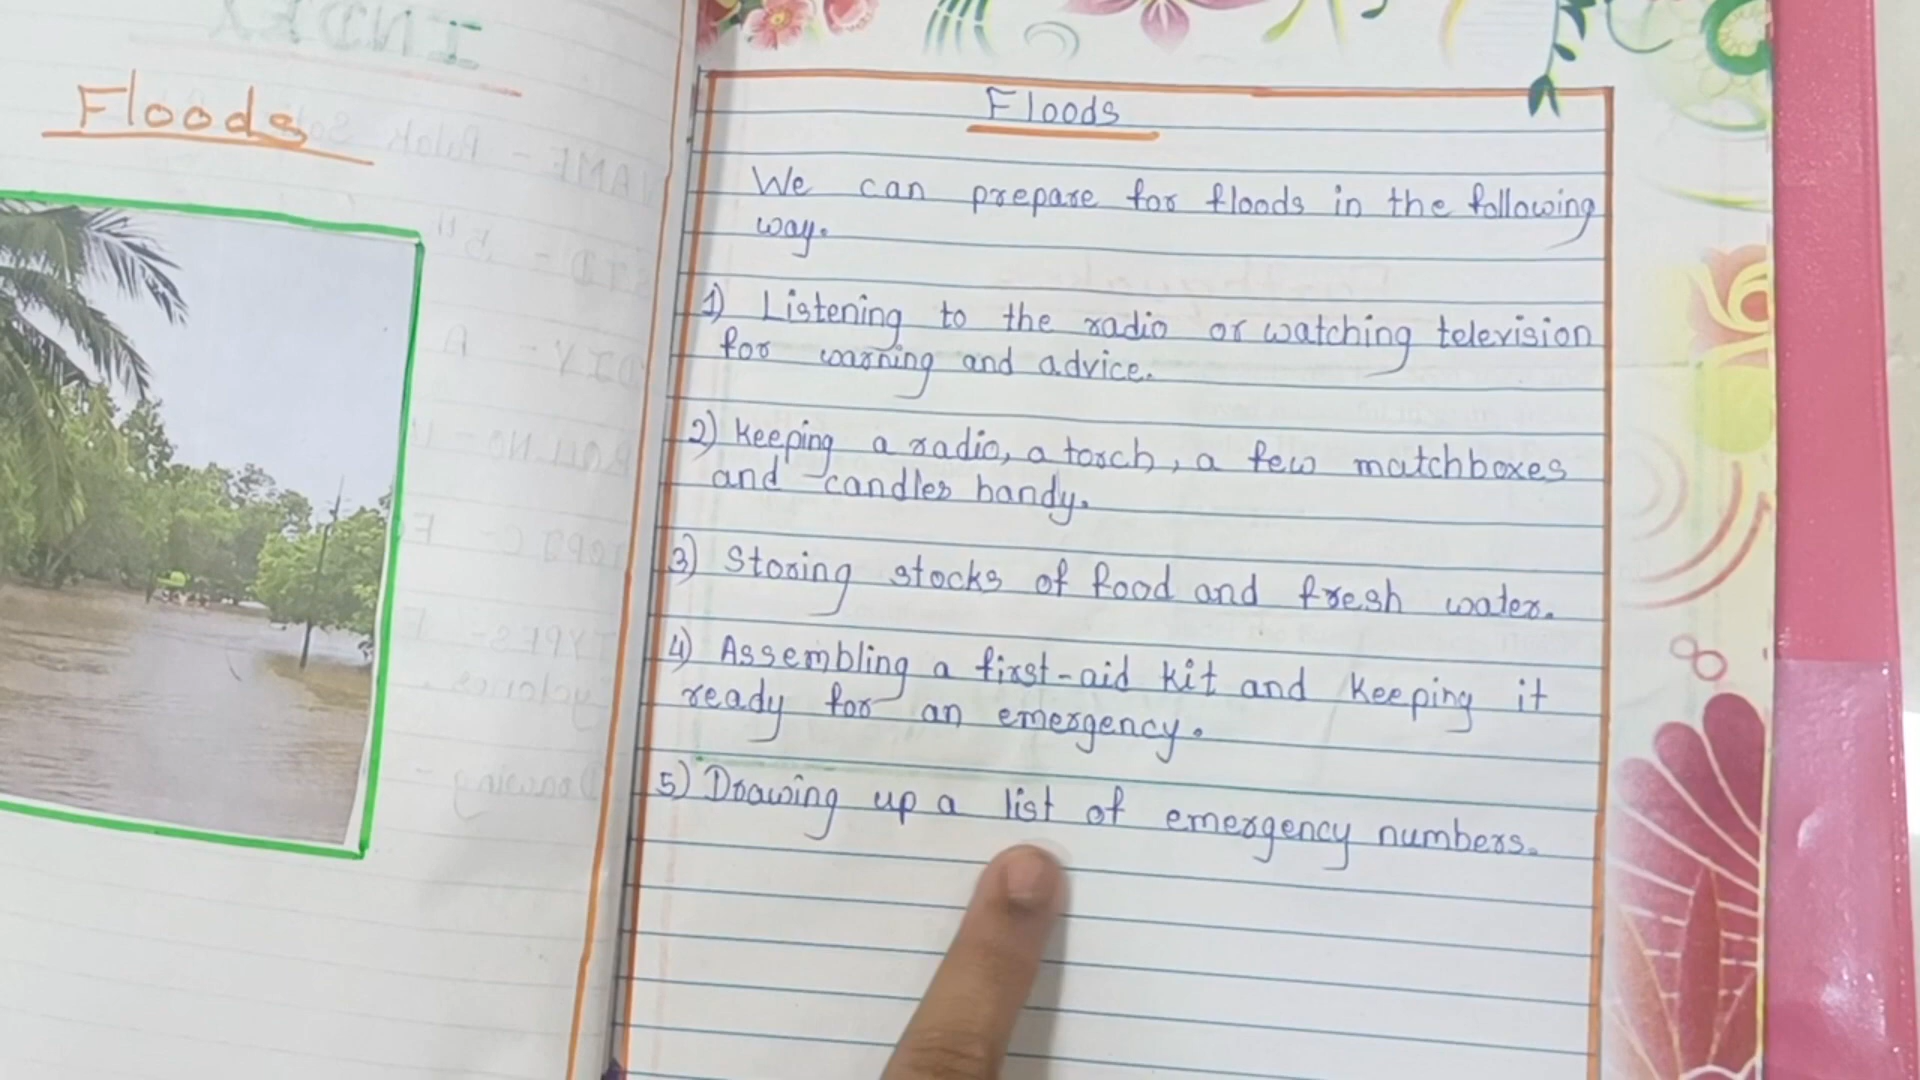 Floods
Floods
We can prepare for floods in the following
way.
1) Listening to the radio or watching television
for warning and advice.
2) Keeping a radio, a torch, a few matchboxes
and candles handy.
3) Storing stocks of food and fresh water.
4) Assembling a first-aid kit and keeping it
ready for an emergency.
5) Drawing up a list of emergency numbers.